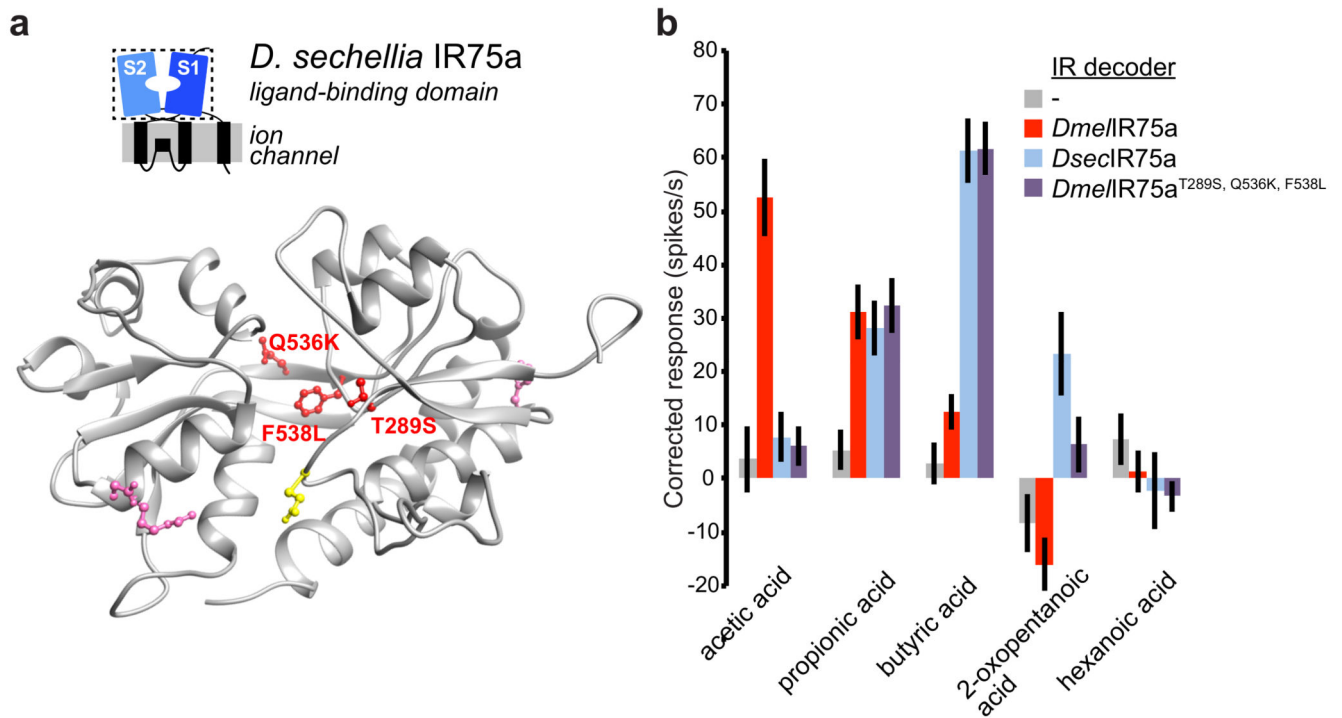 a
S2 S1
D. sechellia IR75a
ligand-binding domain
ion
channel
Q536K
F538L
T289S
b
Corrected response (spikes/s)
80
70
60
50
40
30
20
10
0
-10
-20
IR decoder
-
DmelIR75a
DsecIR75a
DmelIR75a T289S, Q536K, F538L
acetic acid
propionic acid
butyric acid
2-oxopentanoic
acid
hexanoic acid